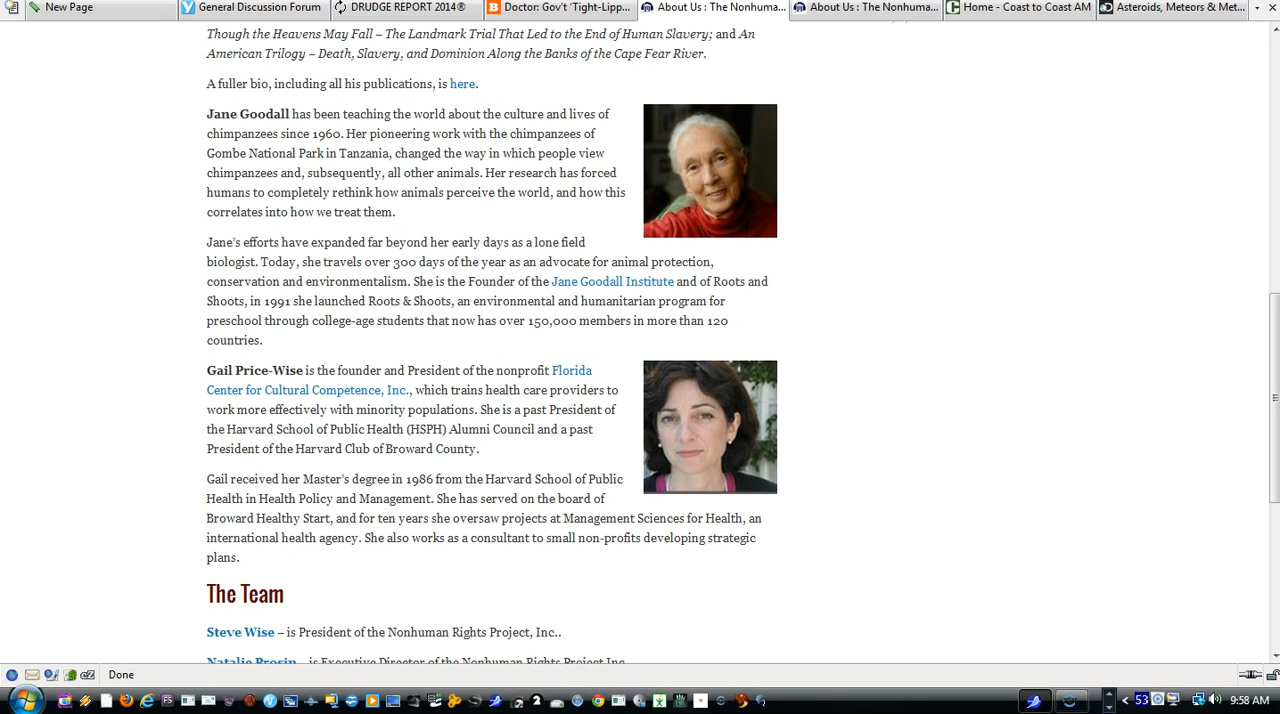 New Page
General Discussion Forum
DRUDGE REPORT 2014®
Doctor: Gov't 'Tight-Lipp...
About Us : The Nonhuma...
About Us : The Nonhuma...
Home - Coast to Coast AM
Asteroids, Meteors & Met...
Though the Heavens May Fall – The Landmark Trial That Led to the End of Human Slavery; and An
American Trilogy – Death, Slavery, and Dominion Along the Banks of the Cape Fear River.
A fuller bio, including all his publications, is here.
Jane Goodall has been teaching the world about the culture and lives of
chimpanzees since 1960. Her pioneering work with the chimpanzees of
Gombe National Park in Tanzania, changed the way in which people view
chimpanzees and, subsequently, all other animals. Her research has forced
humans to completely rethink how animals perceive the world, and how this
correlates into how we treat them.
Jane's efforts have expanded far beyond her early days as a lone field
biologist. Today, she travels over 300 days of the year as an advocate for animal protection,
conservation and environmentalism. She is the Founder of the Jane Goodall Institute and of Roots and
Shoots, in 1991 she launched Roots & Shoots, an environmental and humanitarian program for
preschool through college-age students that now has over 150,000 members in more than 120
countries.
Gail Price-Wise is the founder and President of the nonprofit Florida
Center for Cultural Competence, Inc., which trains health care providers to
work more effectively with minority populations. She is a past President of
the Harvard School of Public Health (HSPH) Alumni Council and a past
President of the Harvard Club of Broward County.
Gail received her Master's degree in 1986 from the Harvard School of Public
Health in Health Policy and Management. She has served on the board of
Broward Healthy Start, and for ten years she oversaw projects at Management Sciences for Health, an
international health agency. She also works as a consultant to small non-profits developing strategic
plans.
The Team
Steve Wise – is President of the Nonhuman Rights Project, Inc..
Natalie Prosin – is Executive Director of the Nonhuman Rights Project Inc
Done
53
9:58 AM